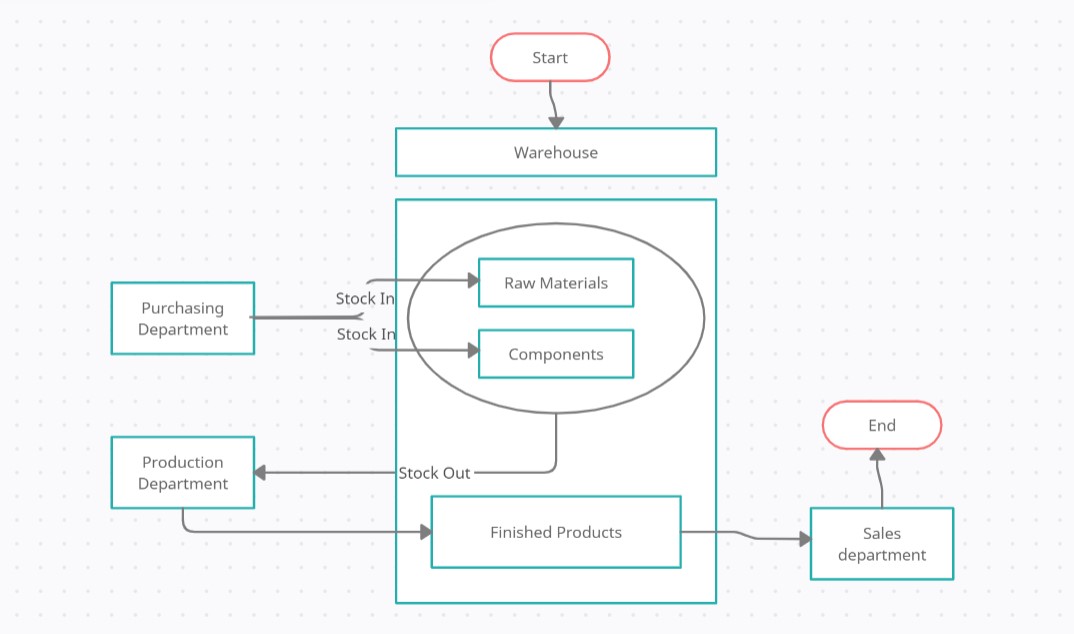 Start
Warehouse
Raw Materials
Stock In
Purchasing
Department
Stock In
Components
End
Production
Department
Stock Out
Finished Products
Sales
department